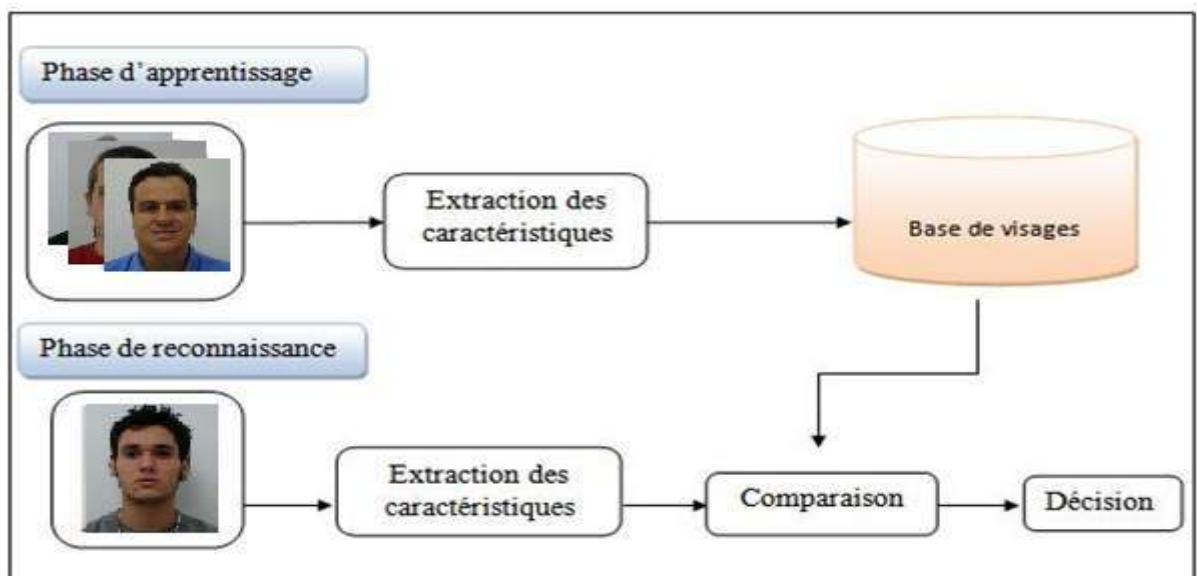 Phase d'apprentissage
Extraction des
caractéristiques
Base de visages
Phase de reconnaissance
Extraction des
caractéristiques
Comparaison
Décision